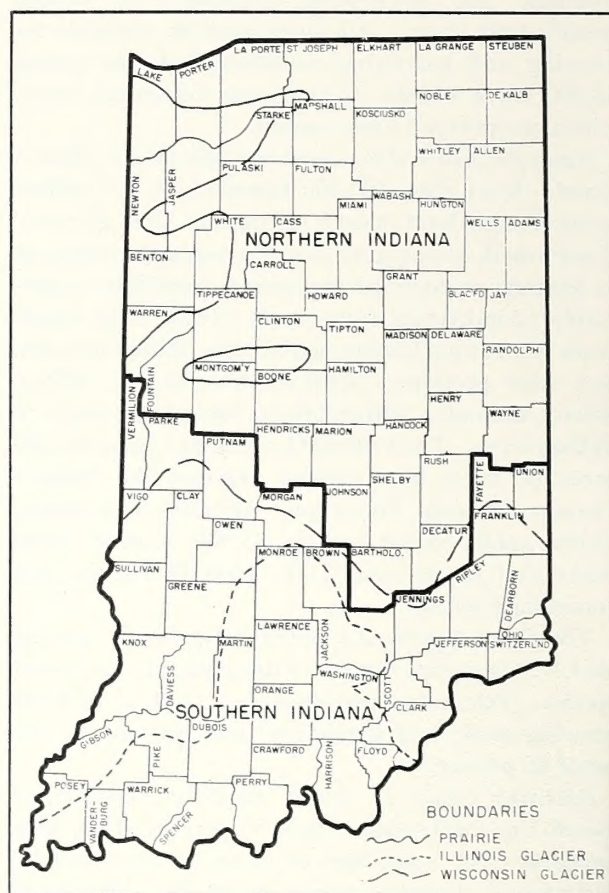 LAKE
PORTER
LA PORTE
ST JOSEPH
ELKHART
LA GRANGE
STEUBEN
NOBLE
DE KALB
STARKE
MARSHALL
KOSCIUSKO
WHITLEY
ALLEN
NEWTON
JASPER
PULASKI
FULTON
MIAMI
WABASH
HUNGTON
WELLS
ADAMS
WHITE
CASS
NORTHERN INDIANA
BENTON
CARROLL
GRANT
TIPPECANOE
HOWARD
BLACFD
JAY
WARREN
CLINTON
TIPTON
MADISON
DELAWARE
RANDOLPH
FOUNTAIN
MONTGOM'Y
BOONE
HAMILTON
VERMILION
PARKE
HENRY
WAYNE
PUTNAM
HENDRICKS
MARION
HANCOCK
RUSH
FAYETTE
UNION
VIGO
CLAY
MORGAN
JOHNSON
SHELBY
FRANKLIN
OWEN
DECATUR
MONROE
BROWN
BARTHOLO.
SULLIVAN
GREENE
JENNINGS
RIPLEY
DEARBORN
LAWRENCE
JACKSON
OHIO
KNOX
DAVIESS
MARTIN
JEFFERSON
SWITZERLND
WASHINGTON
SCOTT
ORANGE
CLARK
SOUTHERN INDIANA
GIBSON
PIKE
DUBOIS
CRAWFORD
HARRISON
FLOYD
POSEY
VANDER-
BURG
WARRICK
SPENCER
PERRY
BOUNDARIES
PRAIRIE
ILLINOIS GLACIER
WISCONSIN GLACIER